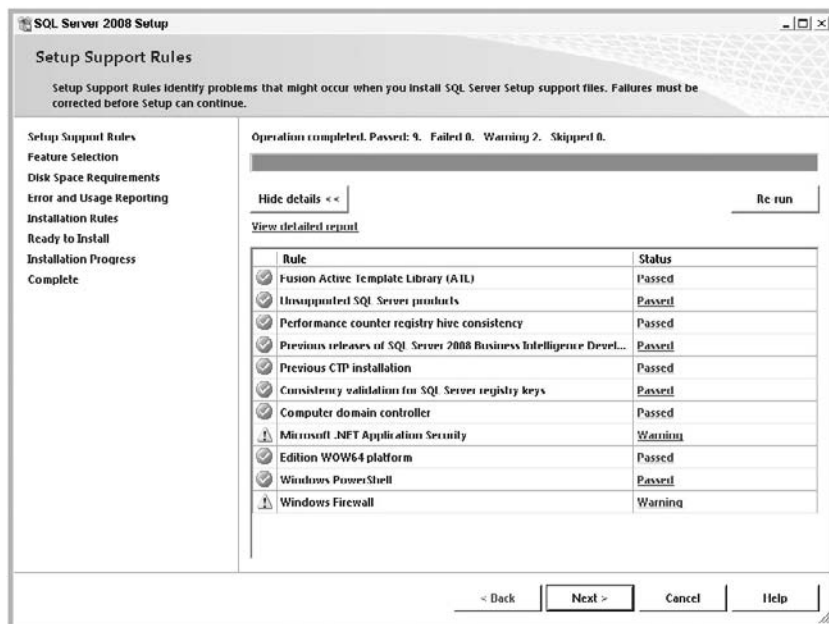 SQL Server 2008 Setup
Setup Support Rules
Setup Support Rules identify problems that might occur when you install SQL Server Setup support files. Failures must be
corrected before Setup can continue.
Setup Support Rules
Feature Selection
Disk Space Requirements
Error and Usage Reporting
Installation Rules
Ready to Install
Installation Progress
Complete
Operation completed. Passed: 9. Failed 0. Warning 2. Skipped 0.
Hide details <<
Re-run
View detailed report
Rule Status
Fusion Active Template Library (ATL) Passed
Unsupported SQL Server products Passed
Performance counter registry hive consistency Passed
Previous releases of SQL Server 2008 Business Intelligence Devel... Passed
Previous CTP installation Passed
Consistency validation for SQL Server registry keys Passed
Computer domain controller Passed
Microsoft .NET Application Security Warning
Edition WOW64 platform Passed
Windows PowerShell Passed
Windows Firewall Warning
< Back Next > Cancel Help